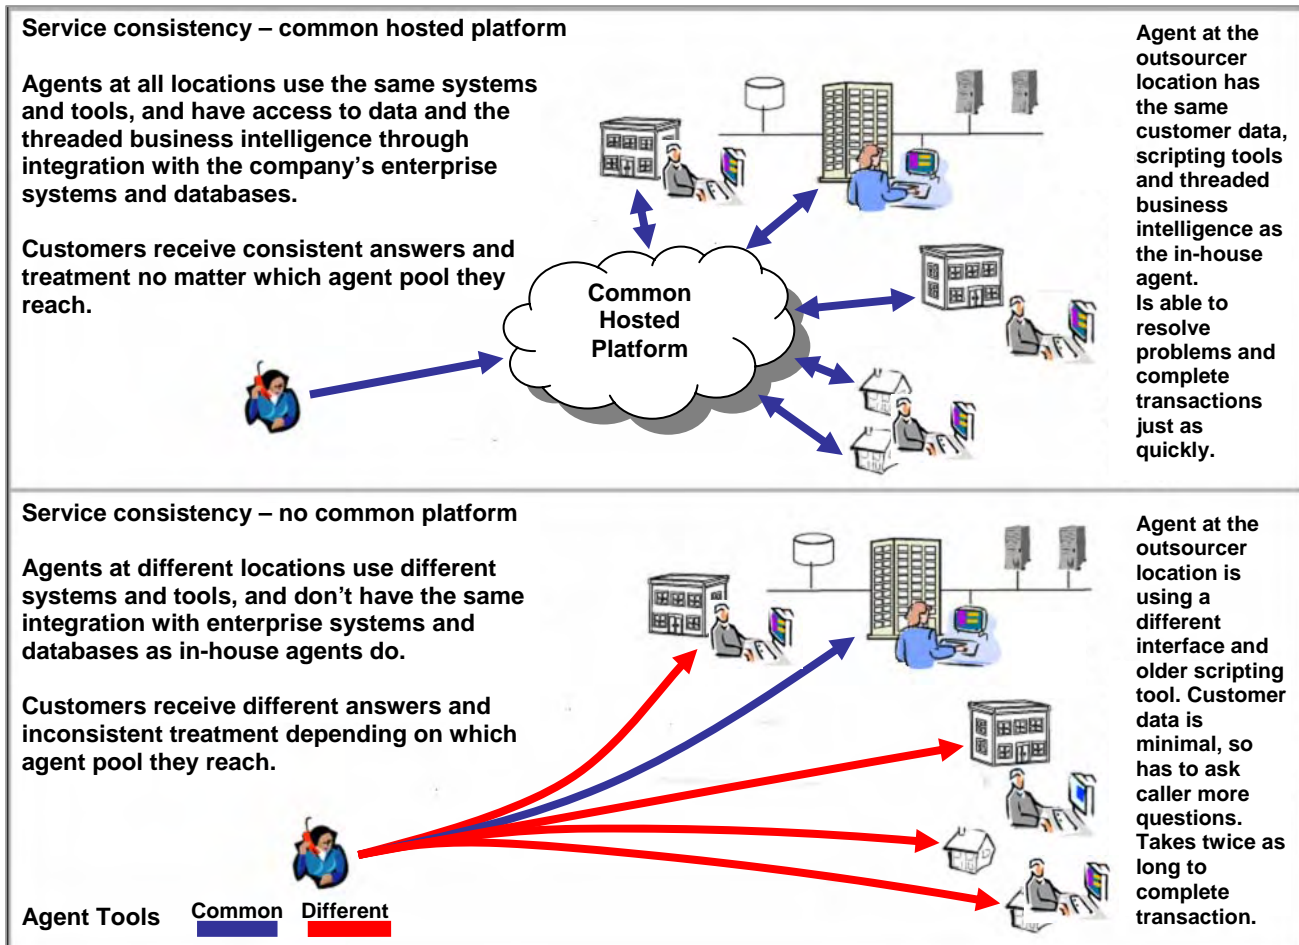 Service consistency – common hosted platform
Agents at all locations use the same systems
and tools, and have access to data and the
threaded business intelligence through
integration with the company’s enterprise
systems and databases.
Customers receive consistent answers and
treatment no matter which agent pool they
reach.
Common
Hosted
Platform
Agent at the
outsourcer
location has
the same
customer data,
scripting tools
and threaded
business
intelligence as
the in-house
agent.
Is able to
resolve
problems and
complete
transactions
just as
quickly.
Service consistency – no common platform
Agents at different locations use different
systems and tools, and don’t have the same
integration with enterprise systems and
databases as in-house agents do.
Customers receive different answers and
inconsistent treatment depending on which
agent pool they reach.
Agent at the
outsourcer
location is
using a
different
interface and
older scripting
tool. Customer
data is
minimal, so
has to ask
caller more
questions.
Takes twice as
long to
complete
transaction.
Agent Tools Common Different